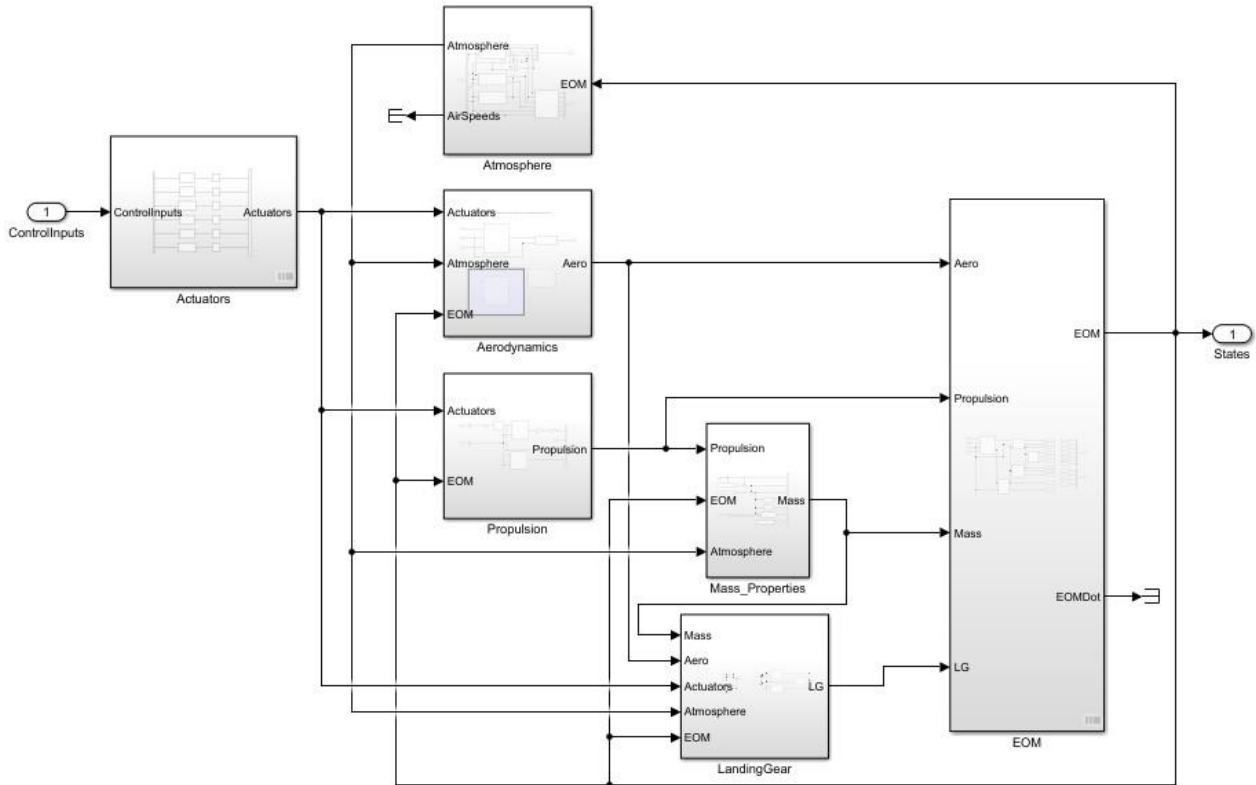 Atmosphere
EOM
AirSpeeds
Atmosphere
1
ControlInputs
ControlInputs
Actuators
Actuators
Actuators
Atmosphere
Aero
EOM
Aerodynamics
Actuators
Propulsion
EOM
Propulsion
Propulsion
EOM
Mass
Atmosphere
Mass_Properties
Mass
Aero
Actuators
LG
Atmosphere
EOM
LandingGear
Aero
EOM
Propulsion
Mass
EOMDot
LG
EOM
1
States